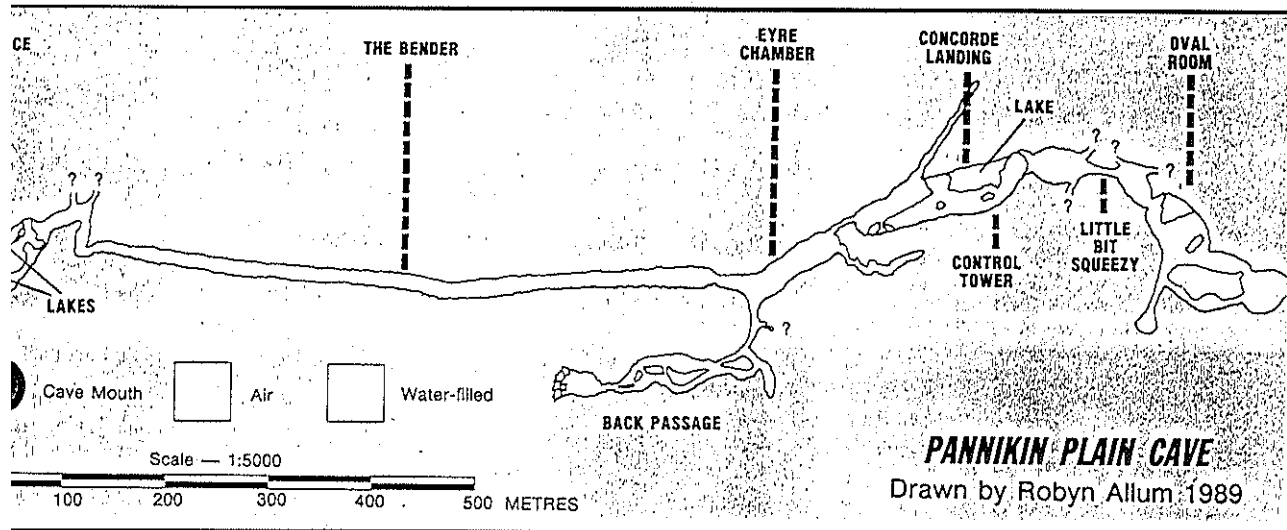 CE
THE BENDER
EYRE
CHAMBER
CONCORDE
LANDING
OVAL
ROOM
LAKE
?
?
?
?
?
LITTLE
BIT
SQUEEZY
CONTROL
TOWER
LAKES
?
Cave Mouth
Air
Water-filled
BACK PASSAGE
Scale — 1:5000
100 200 300 400 500 METRES
PANNIKIN PLAIN CAVE
Drawn by Robyn Allum 1989